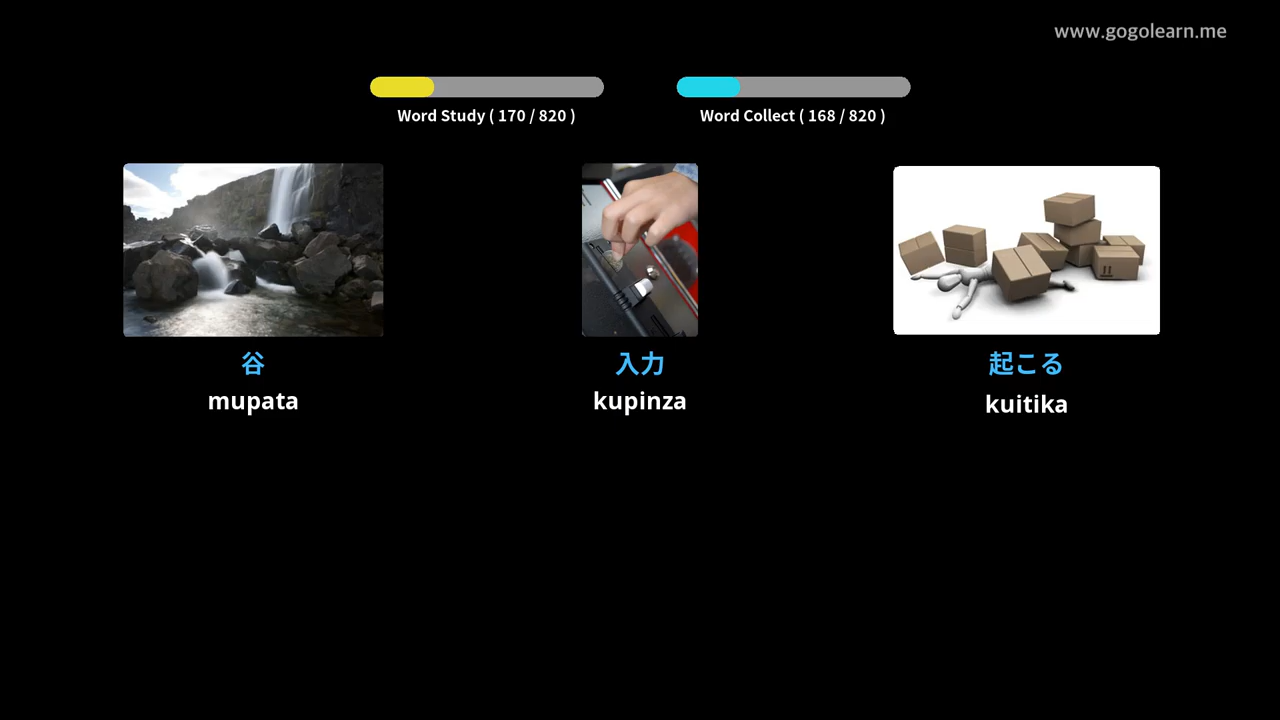 www.gogolearn.me
Word Study ( 170 / 820 )
Word Collect ( 168 / 820 )
谷
mupata
入力
kupinza
起こる
kuitika